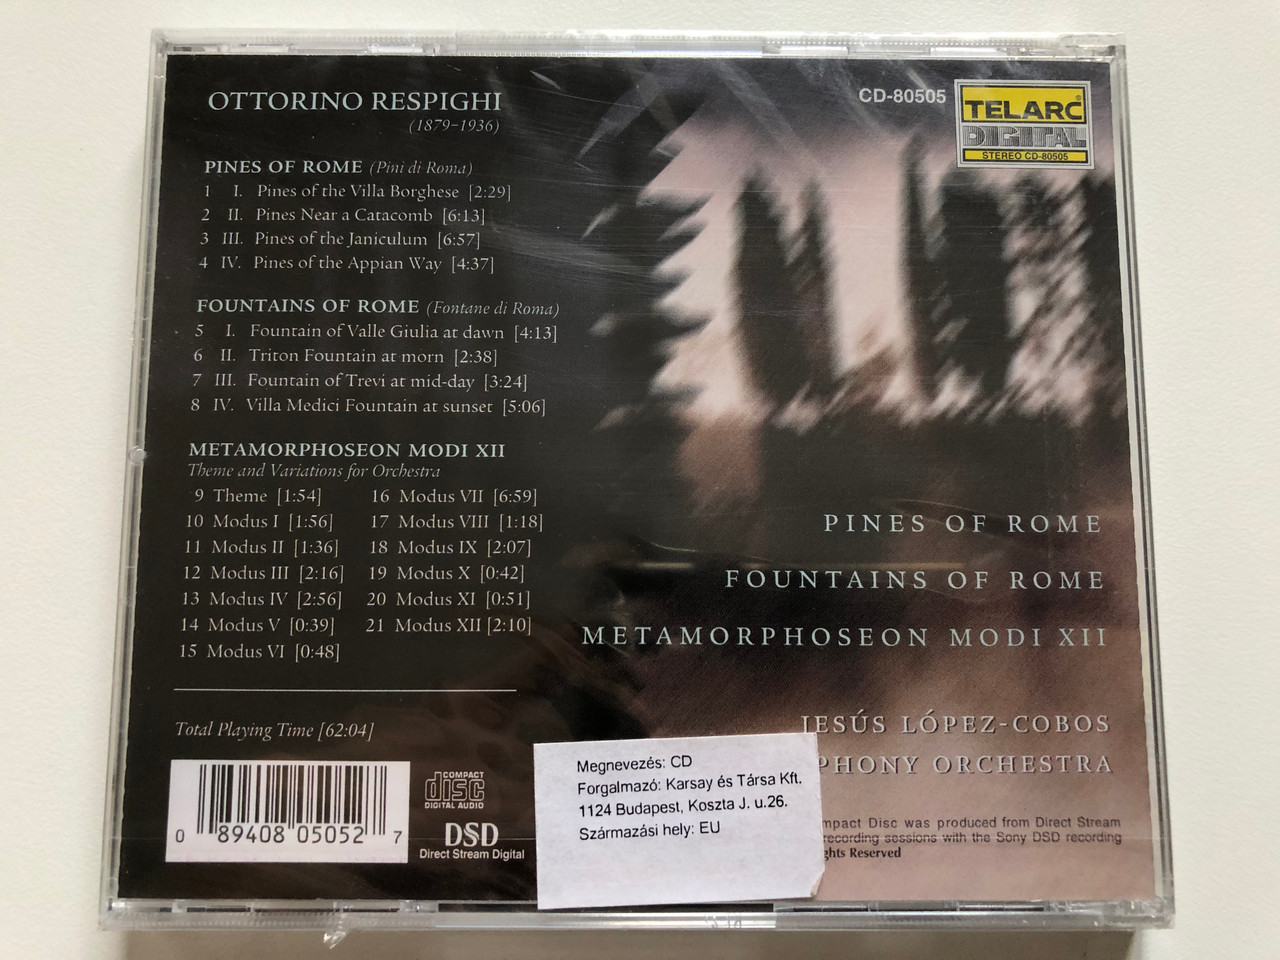 OTTORINO RESPIGHI
(1879-1936)
PINES OF ROME (Pini di Roma)
1 I. Pines of the Villa Borghese [2:29]
2 II. Pines Near a Catacomb [6:13]
3 III. Pines of the Janiculum [6:57]
4 IV. Pines of the Appian Way [4:37]
FOUNTAINS OF ROME (Fontane di Roma)
5 I. Fountain of Valle Giulia at dawn [4:13]
6 II. Triton Fountain at morn [2:38]
7 III. Fountain of Trevi at mid-day [3:24]
8 IV. Villa Medici Fountain at sunset [5:06]
METAMORPHOSEON MODI XII
Theme and Variations for Orchestra
9 Theme [1:54]
10 Modus I [1:56]
11 Modus II [1:36]
12 Modus III [2:16]
13 Modus IV [2:56]
14 Modus V [0:39]
15 Modus VI [0:48]
16 Modus VII [6:59]
17 Modus VIII [1:18]
18 Modus IX [2:07]
19 Modus X [0:42]
20 Modus XI [0:51]
21 Modus XII [2:10]
Total Playing Time [62:04]
0 89408 05052 7
COMPACT
disc
DIGITAL AUDIO
DSD
Direct Stream Digital
CD-80505
TELARC®
DIGITAL
STEREO CD-80505
PINES OF ROME
FOUNTAINS OF ROME
METAMORPHOSEON MODI XII
JESÚS LÓPEZ-COBOS
PHONY ORCHESTRA
Megnevezés: CD
Forgalmazó: Karsay és Társa Kft.
1124 Budapest, Koszta J. u.26.
Származási hely: EU
mpact Disc was produced from Direct Stream
recording sessions with the Sony DSD recording
ghts Reserved